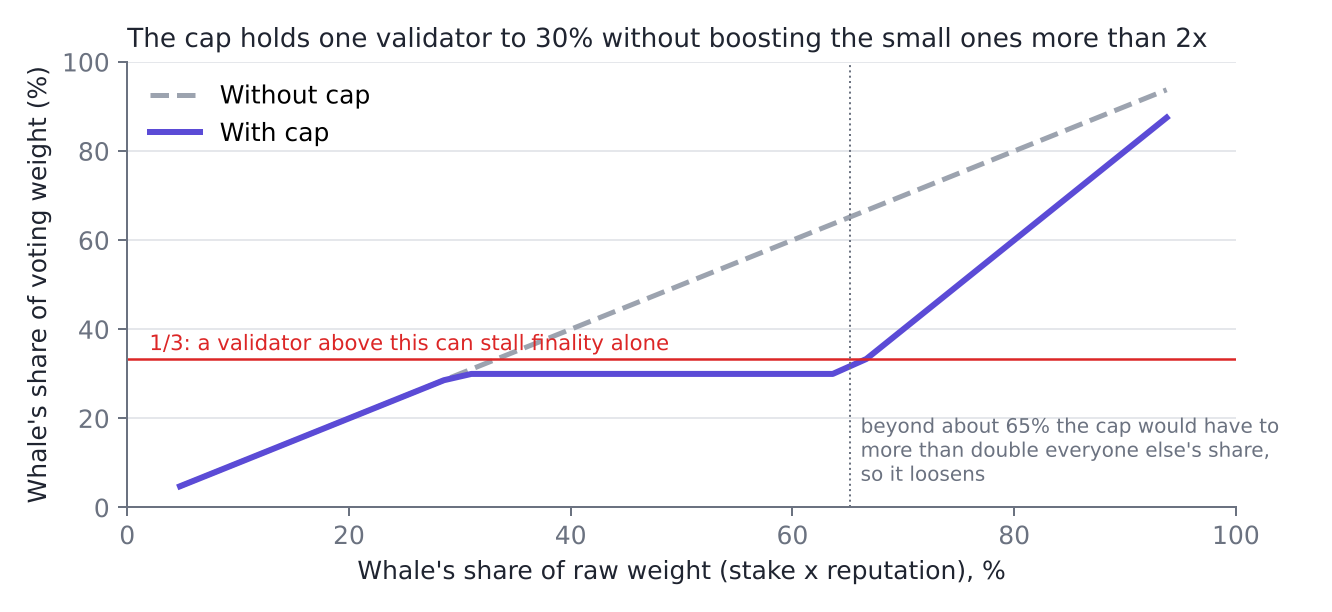 The cap holds one validator to 30% without boosting the small ones more than 2x
Whale's share of voting weight (%)
100
80
60
40
20
0
Without cap
With cap
1/3: a validator above this can stall finality alone
beyond about 65% the cap would have to
more than double everyone else's share,
so it loosens
0 20 40 60 80 100
Whale's share of raw weight (stake x reputation), %